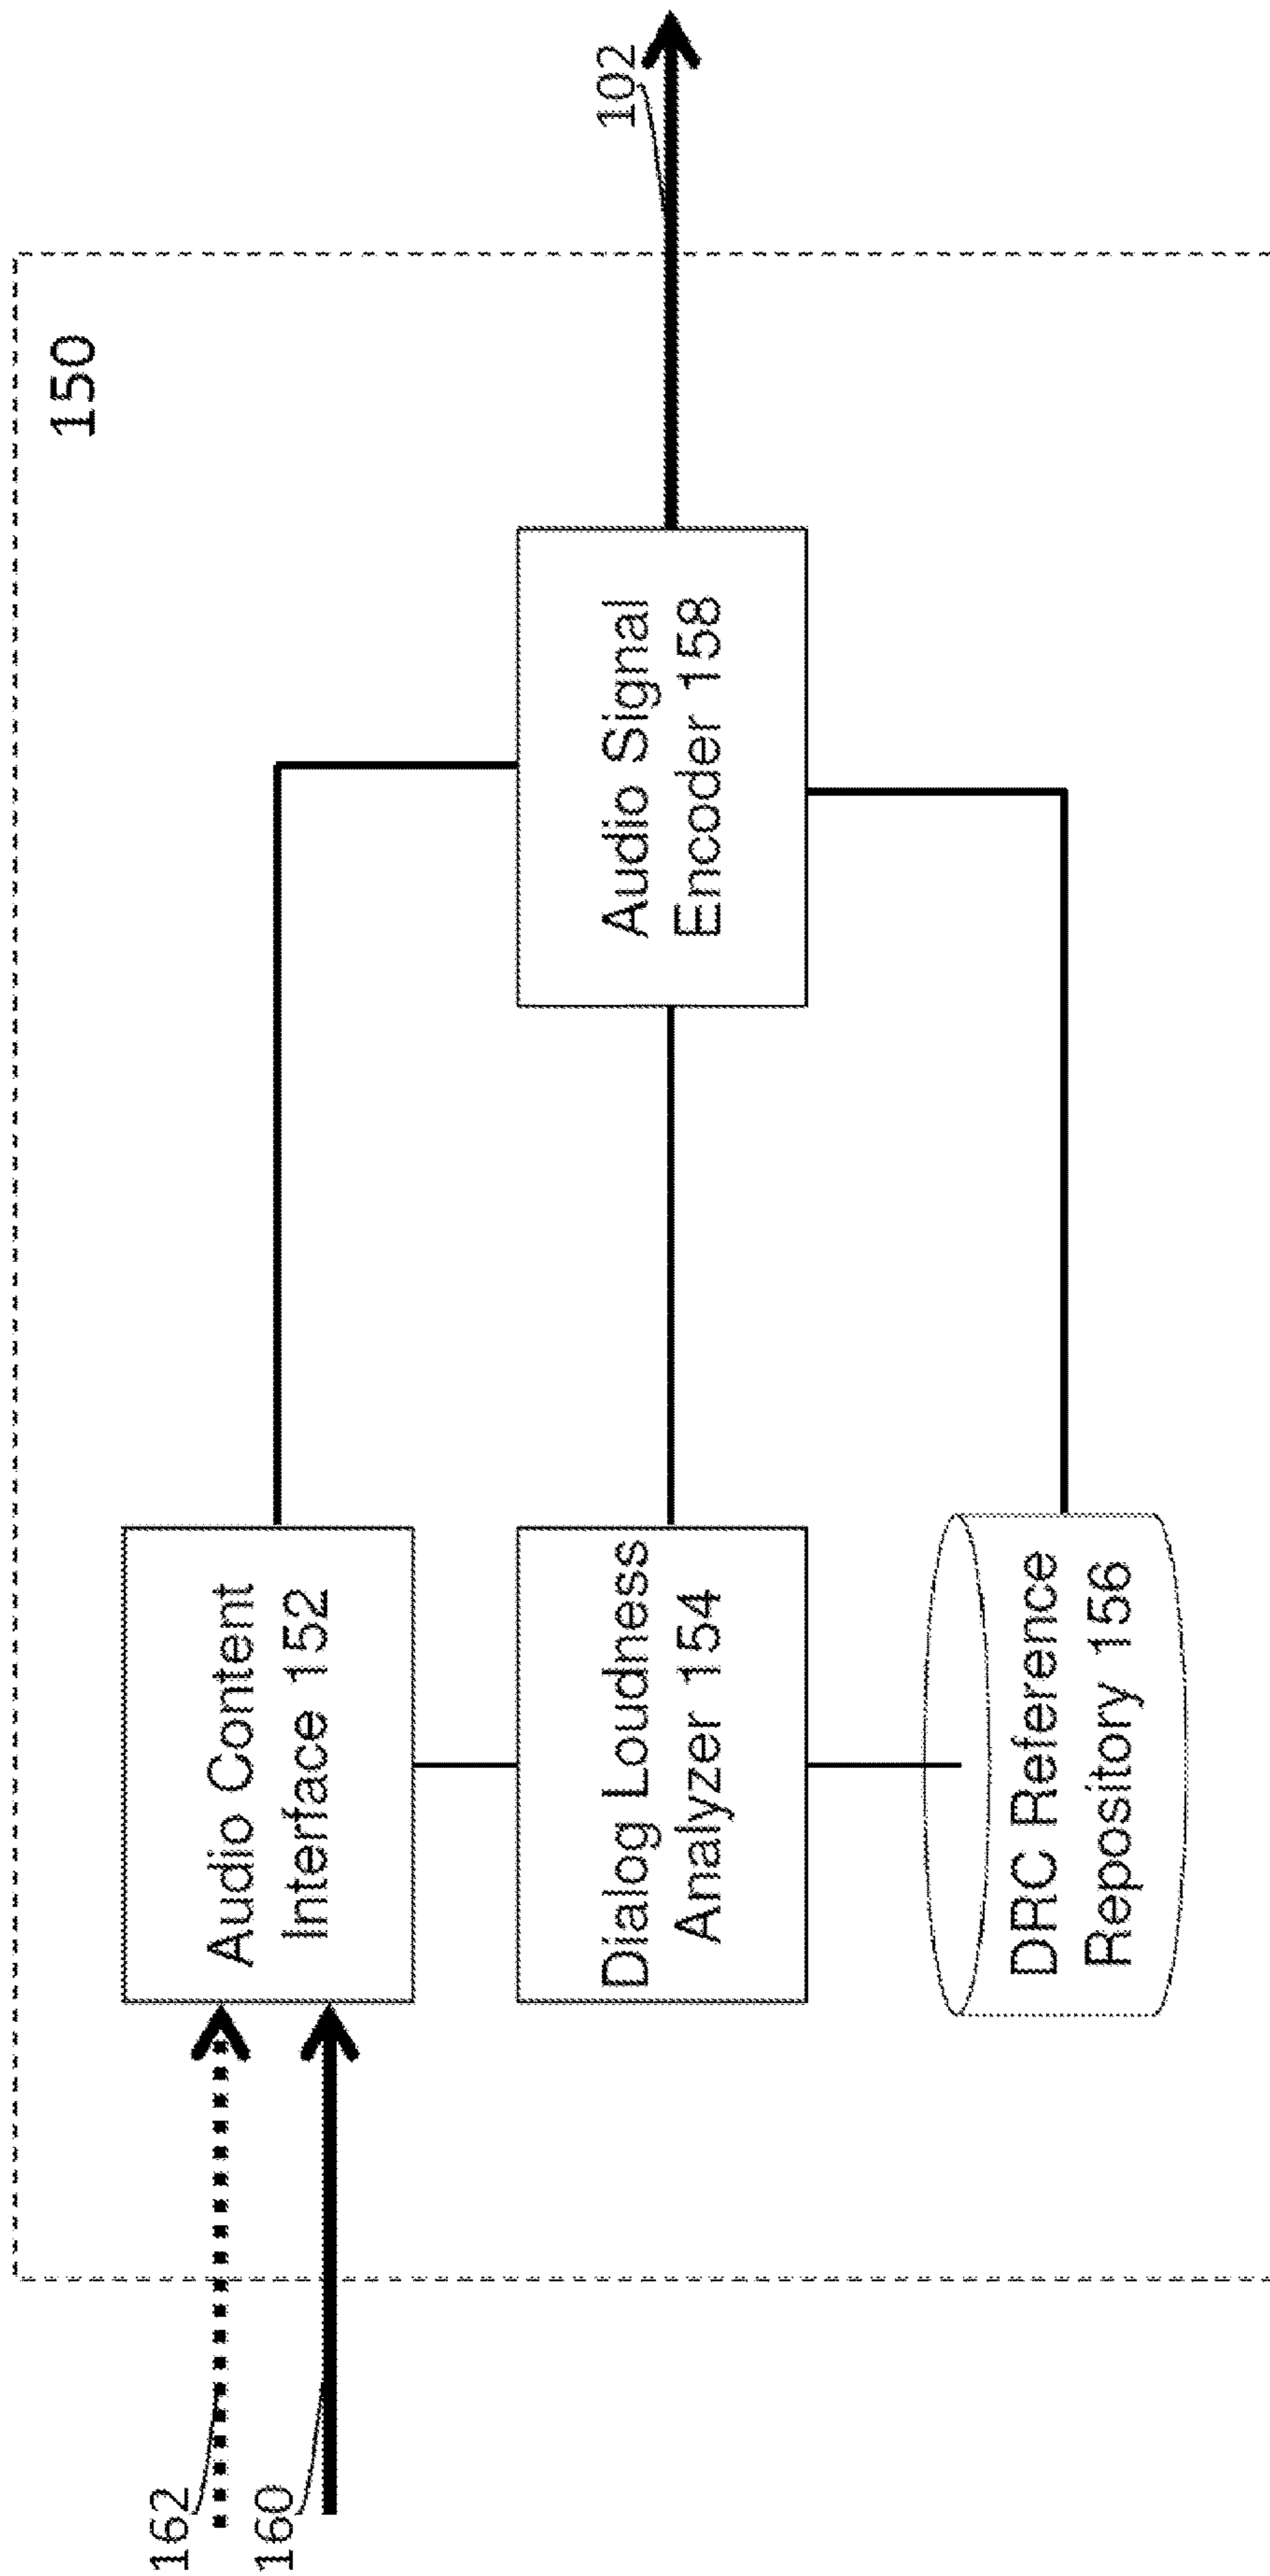 150
162
160
Audio Content
Interface 152
Dialog Loudness
Analyzer 154
DRC Reference
Repository 156
Audio Signal
Encoder 158
102